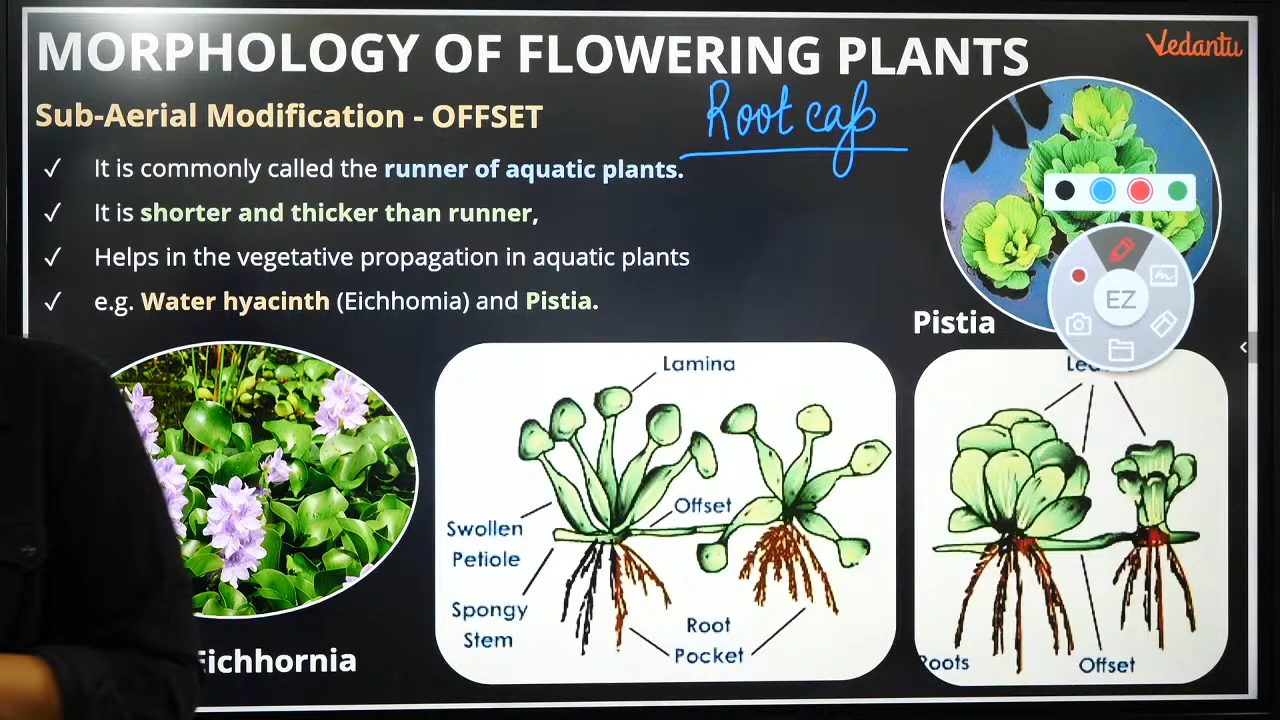 MORPHOLOGY OF FLOWERING PLANTS
Vedantu
Sub-Aerial Modification - OFFSET
Root cap
✓ It is commonly called the runner of aquatic plants.
✓ It is shorter and thicker than runner,
✓ Helps in the vegetative propagation in aquatic plants
✓ e.g. Water hyacinth (Eichhomia) and Pistia.
EZ
Pistia
Lamina
Offset
Swollen
Petiole
Spongy
Stem
Root
Pocket
Roots
Offset
Eichhornia